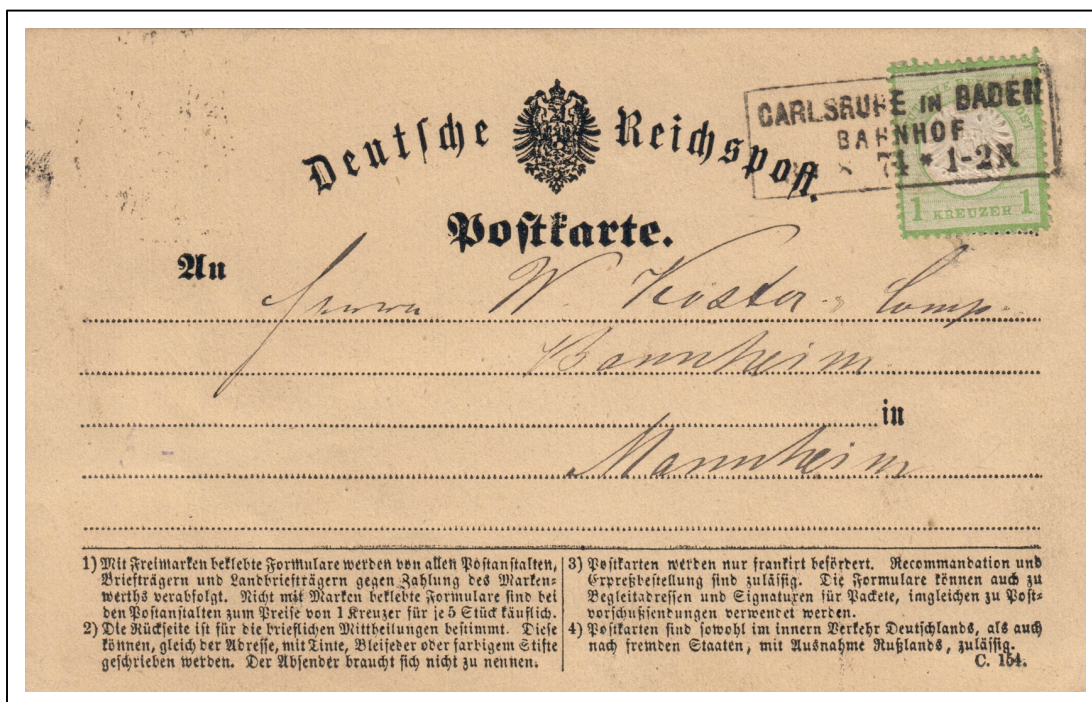 Deutsche Reichspost.
CARLSRUHE IN BADEN
BAHNHOF
8 74 * 1-2N
1 KREUZER 1
Postkarte.
An
Herrn W. Köster & Comp.
Bannheim
in
Mannheim
1) Mit Freimarken beklebte Formulare werden von allen Postanstalten,
Briefträgern und Landbriefträgern gegen Zahlung des Marken-
werths verabfolgt. Nicht mit Marken beklebte Formulare sind bei
den Postanstalten zum Preise von 1 Kreuzer für je 5 Stück käuflich.
2) Die Rückseite ist für die brieflichen Mittheilungen bestimmt. Diese
können, gleich der Adresse, mit Tinte, Bleifeder oder farbigem Stifte
geschrieben werden. Der Absender braucht sich nicht zu nennen.
3) Postkarten werden nur frankirt befördert. Recommandation und
Expreßbestellung sind zulässig. Die Formulare können auch zu
Begleitadressen und Signaturen für Packete, imgleichen zu Post-
vorschußsendungen verwendet werden.
4) Postkarten sind sowohl im innern Verkehr Deutschlands, als auch
nach fremden Staaten, mit Ausnahme Rußlands, zulässig.
C. 154.